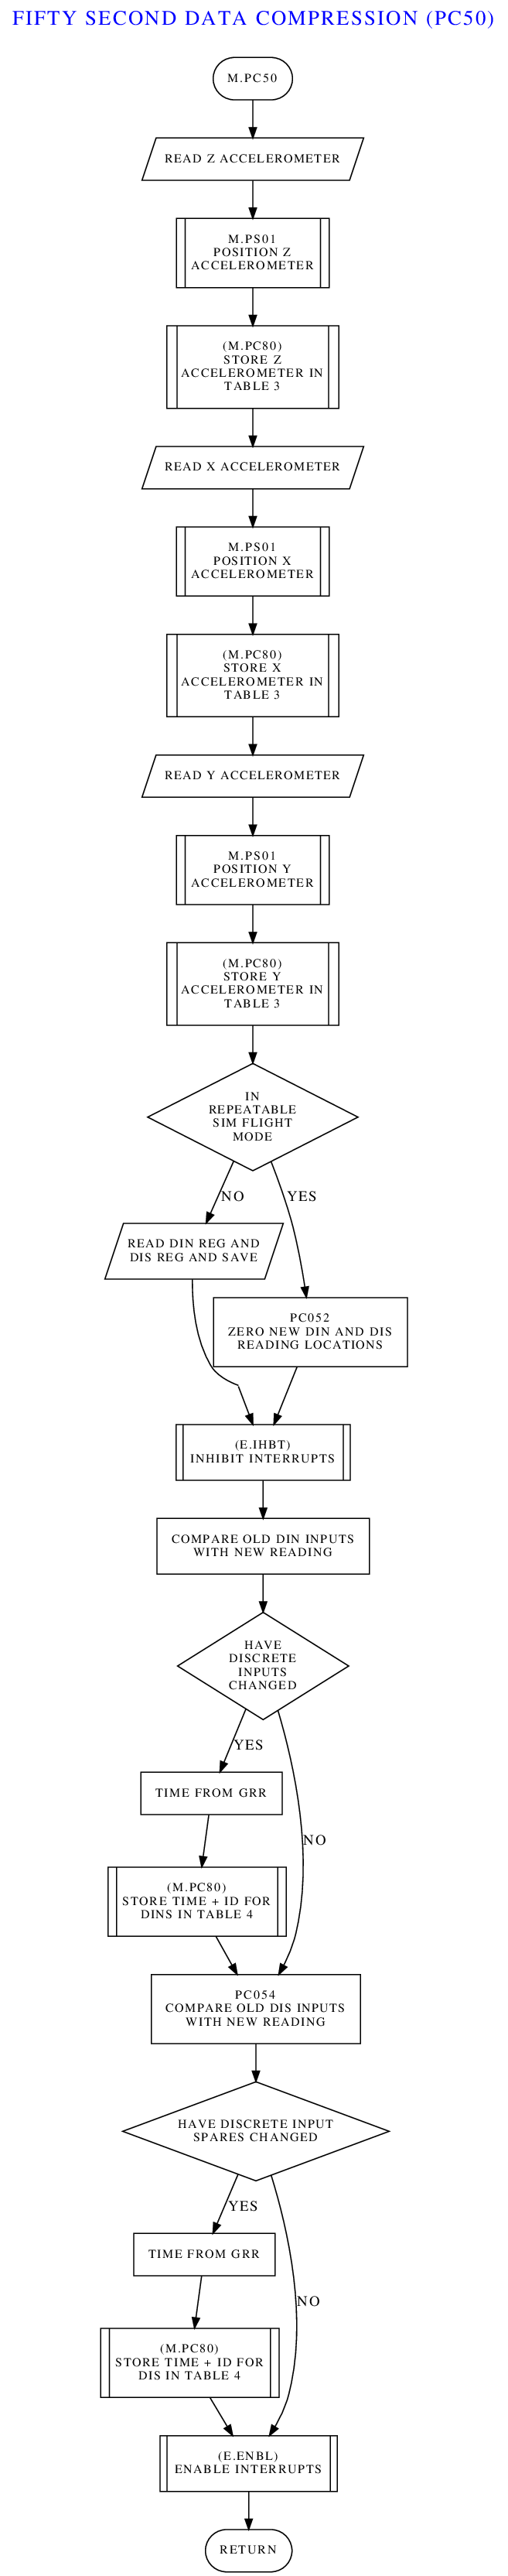 FIFTY SECOND DATA COMPRESSION (PC50)
M.PC50
READ Z ACCELEROMETER
M.PS01
POSITION Z
ACCELEROMETER
(M.PC80)
STORE Z
ACCELEROMETER IN
TABLE 3
READ X ACCELEROMETER
M.PS01
POSITION X
ACCELEROMETER
(M.PC80)
STORE X
ACCELEROMETER IN
TABLE 3
READ Y ACCELEROMETER
M.PS01
POSITION Y
ACCELEROMETER
(M.PC80)
STORE Y
ACCELEROMETER IN
TABLE 3
IN
REPEATABLE
SIM FLIGHT
MODE
NO
YES
READ DIN REG AND
DIS REG AND SAVE
PC052
ZERO NEW DIN AND DIS
READING LOCATIONS
(E.IHBT)
INHIBIT INTERRUPTS
COMPARE OLD DIN INPUTS
WITH NEW READING
HAVE
DISCRETE
INPUTS
CHANGED
YES
TIME FROM GRR
NO
(M.PC80)
STORE TIME + ID FOR
DINS IN TABLE 4
PC054
COMPARE OLD DIS INPUTS
WITH NEW READING
HAVE DISCRETE INPUT
SPARES CHANGED
YES
TIME FROM GRR
NO
(M.PC80)
STORE TIME + ID FOR
DIS IN TABLE 4
(E.ENBL)
ENABLE INTERRUPTS
RETURN